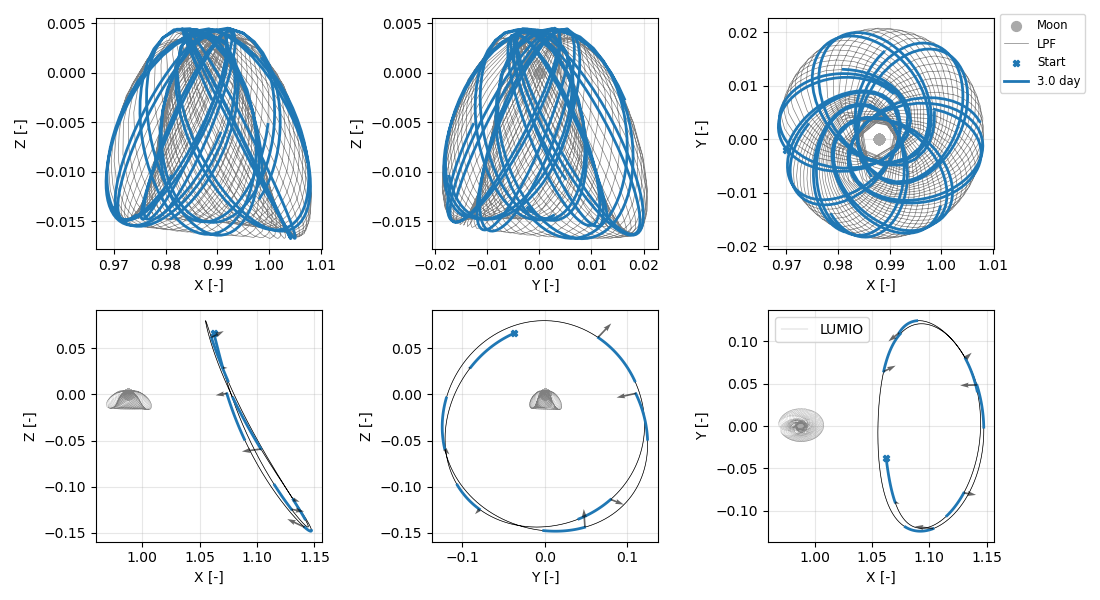 0.005
0.000
−0.005
−0.010
−0.015
Z [-]
0.97 0.98 0.99 1.00 1.01
X [-]
0.005
0.000
−0.005
−0.010
−0.015
Z [-]
−0.02 −0.01 0.00 0.01 0.02
Y [-]
0.02
0.01
0.00
−0.01
−0.02
Y [-]
0.97 0.98 0.99 1.00 1.01
X [-]
Moon
LPF
Start
3.0 day
0.05
0.00
−0.05
−0.10
−0.15
Z [-]
1.00 1.05 1.10 1.15
X [-]
0.05
0.00
−0.05
−0.10
−0.15
Z [-]
−0.1 0.0 0.1
Y [-]
LUMIO
0.10
0.05
0.00
−0.05
−0.10
Y [-]
1.00 1.05 1.10 1.15
X [-]